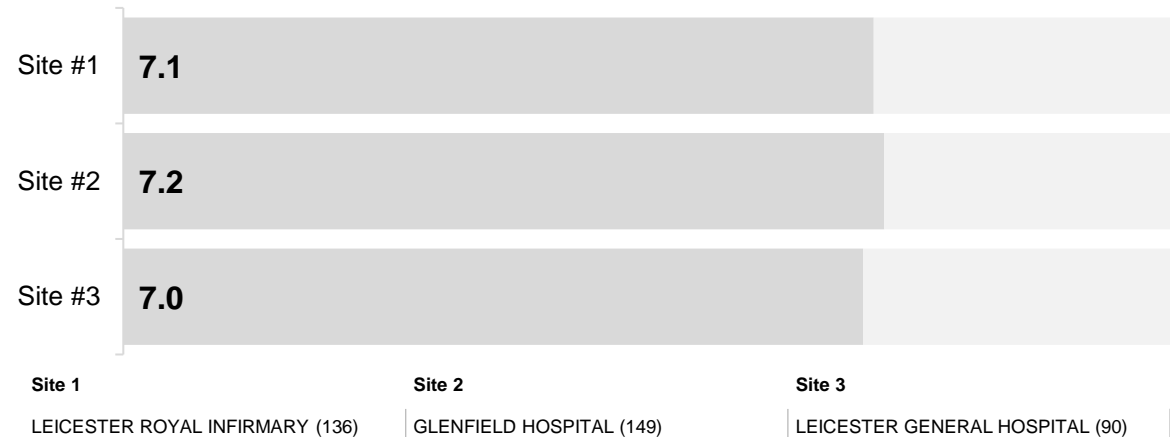 Site #1 7.1
Site #2 7.2
Site #3 7.0
Site 1 Site 2 Site 3
LEICESTER ROYAL INFIRMARY (136) GLENFIELD HOSPITAL (149) LEICESTER GENERAL HOSPITAL (90)